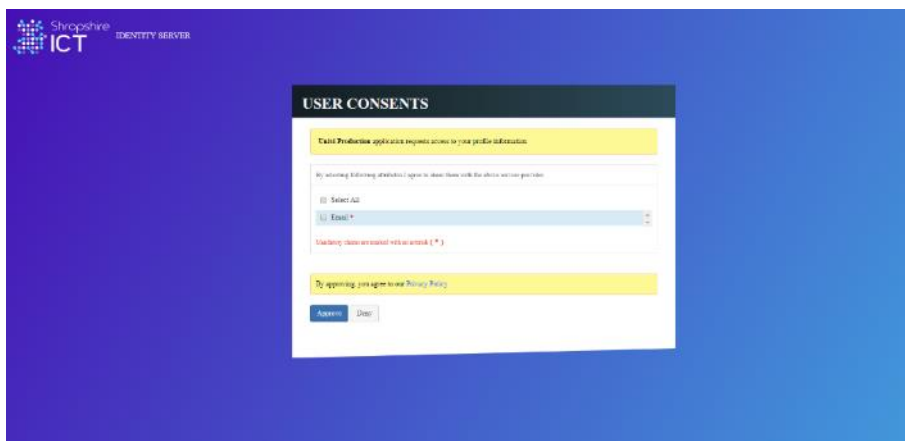 Shropshire
ICT
IDENTITY SERVER
USER CONSENTS
Production application requests access to your profile information
By selecting following attributes I agree to share them with the above service provider
Select All
Email *
Mandatory claims are marked with an asterisk ( * )
By approving, you agree to our Privacy Policy
Approve
Deny